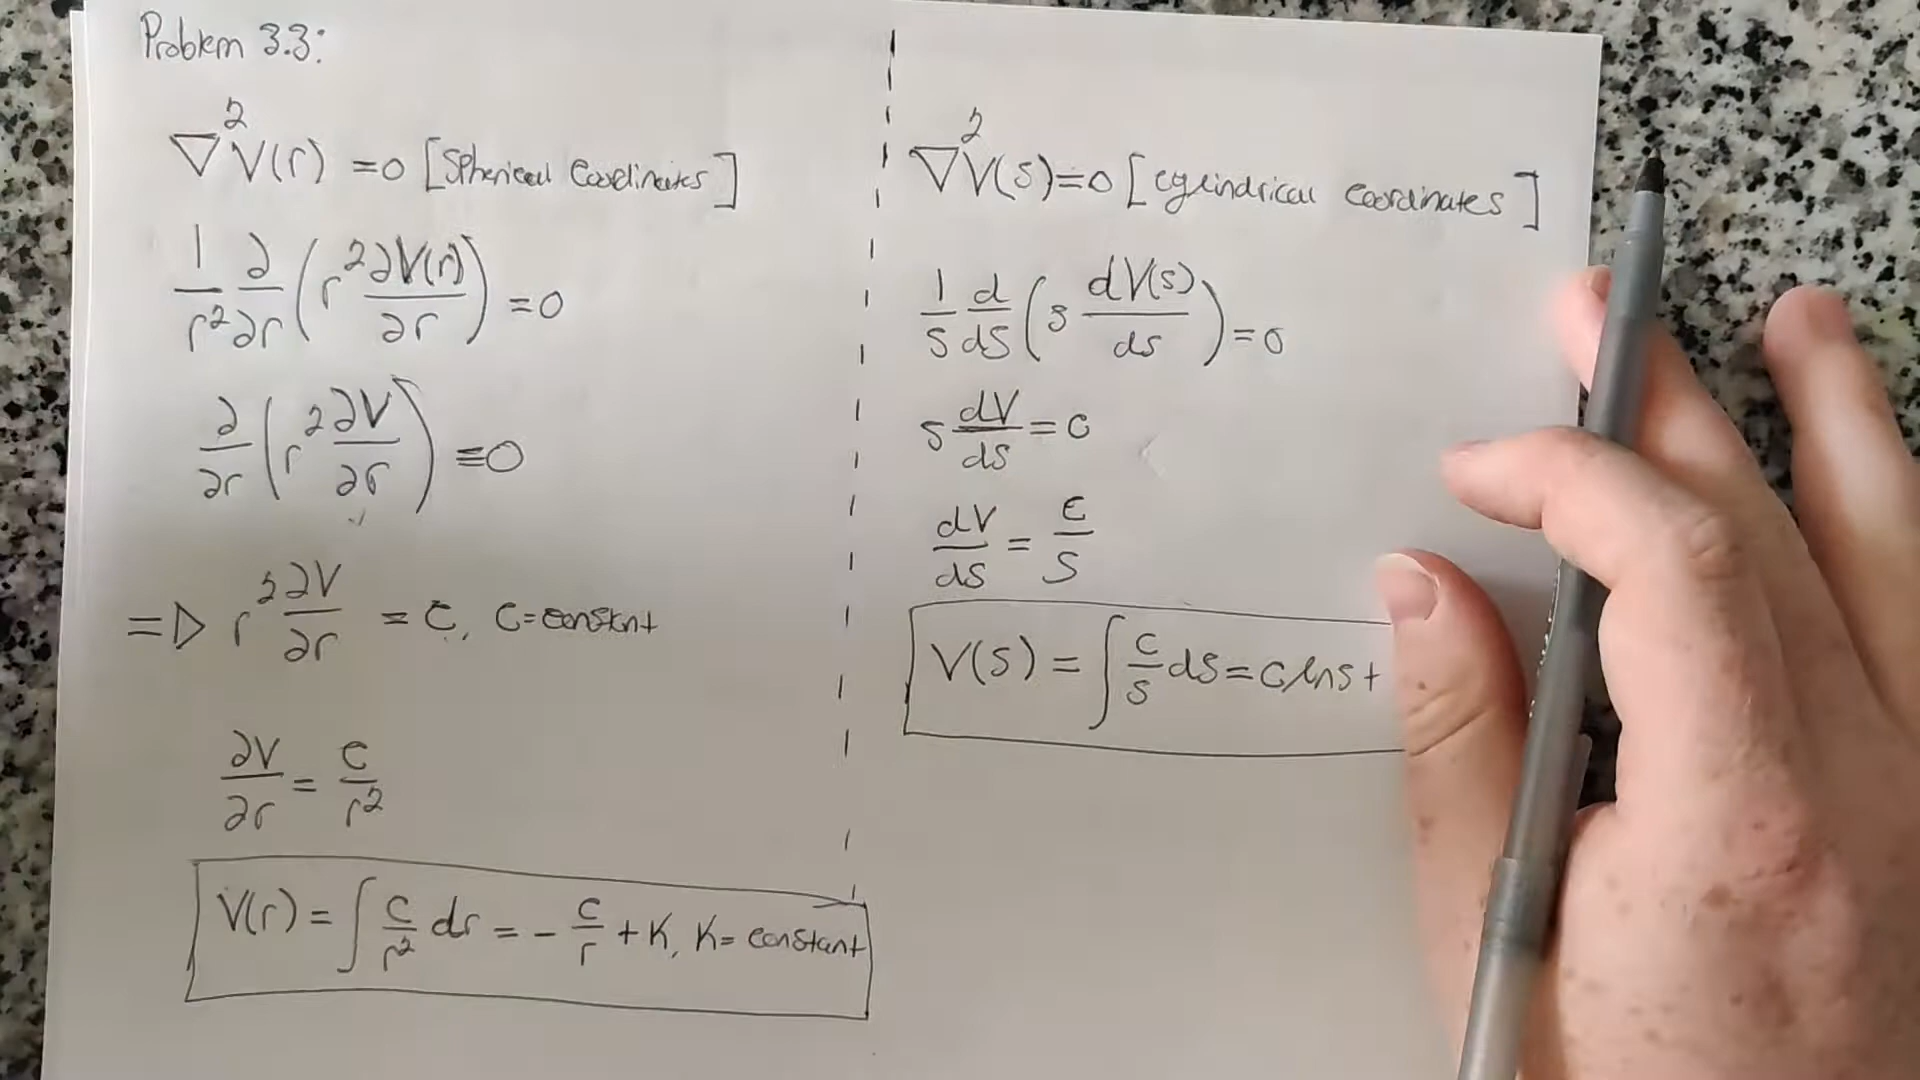 Problem 3.3:
∇²V(r) = 0 [Spherical Coordinates]
1/r² ∂/∂r (r² ∂V(r)/∂r) = 0
∂/∂r (r² ∂V/∂r) = 0
=> r² ∂V/∂r = C, C = constant
∂V/∂r = C/r²
V(r) = ∫ C/r² dr = - C/r + K, K = constant
∇²V(s) = 0 [cylindrical coordinates]
1/s d/ds (s dV(s)/ds) = 0
s dV/ds = C
dV/ds = C/s
V(s) = ∫ C/s ds = C ln s +